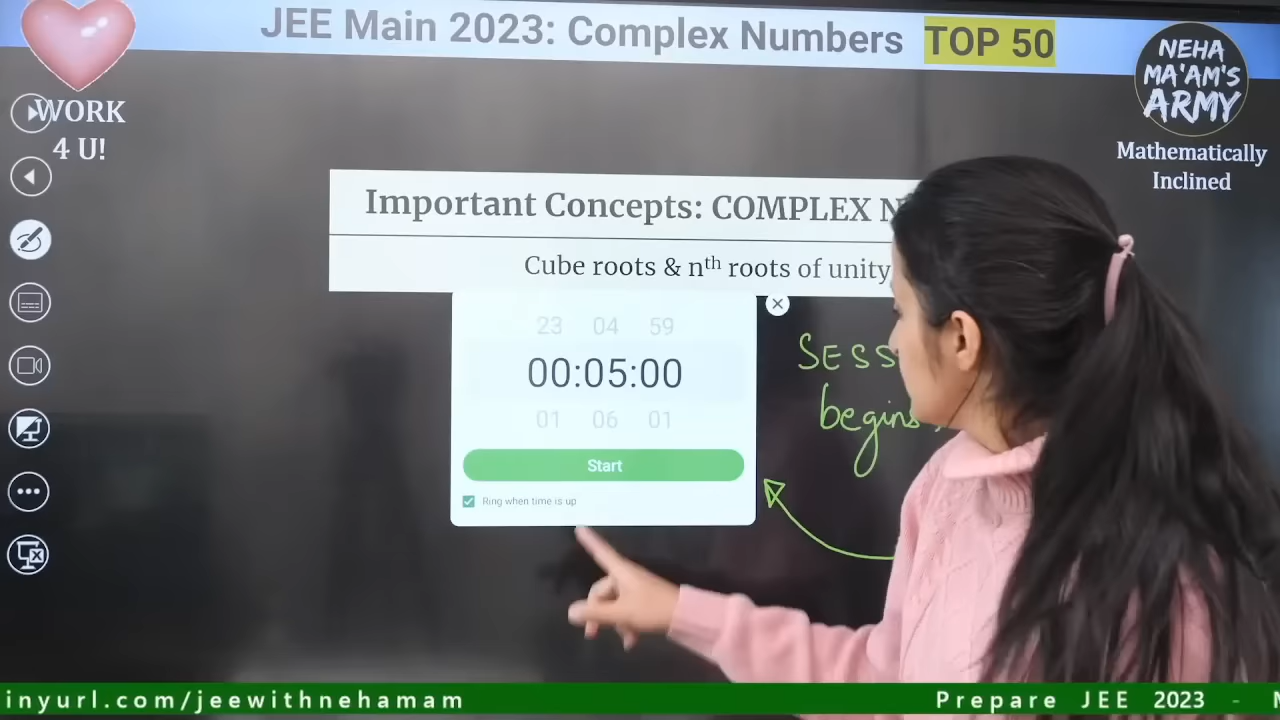 JEE Main 2023: Complex Numbers TOP 50
WORK
4 U!
NEHA
MA'AM'S
ARMY
Mathematically
Inclined
Important Concepts: COMPLEX
Cube roots & nth roots of unity
23 04 59
00:05:00
01 06 01
Start
Ring when time is up
begins
inyurl.com/jeewithnehamam
Prepare JEE 2023 -